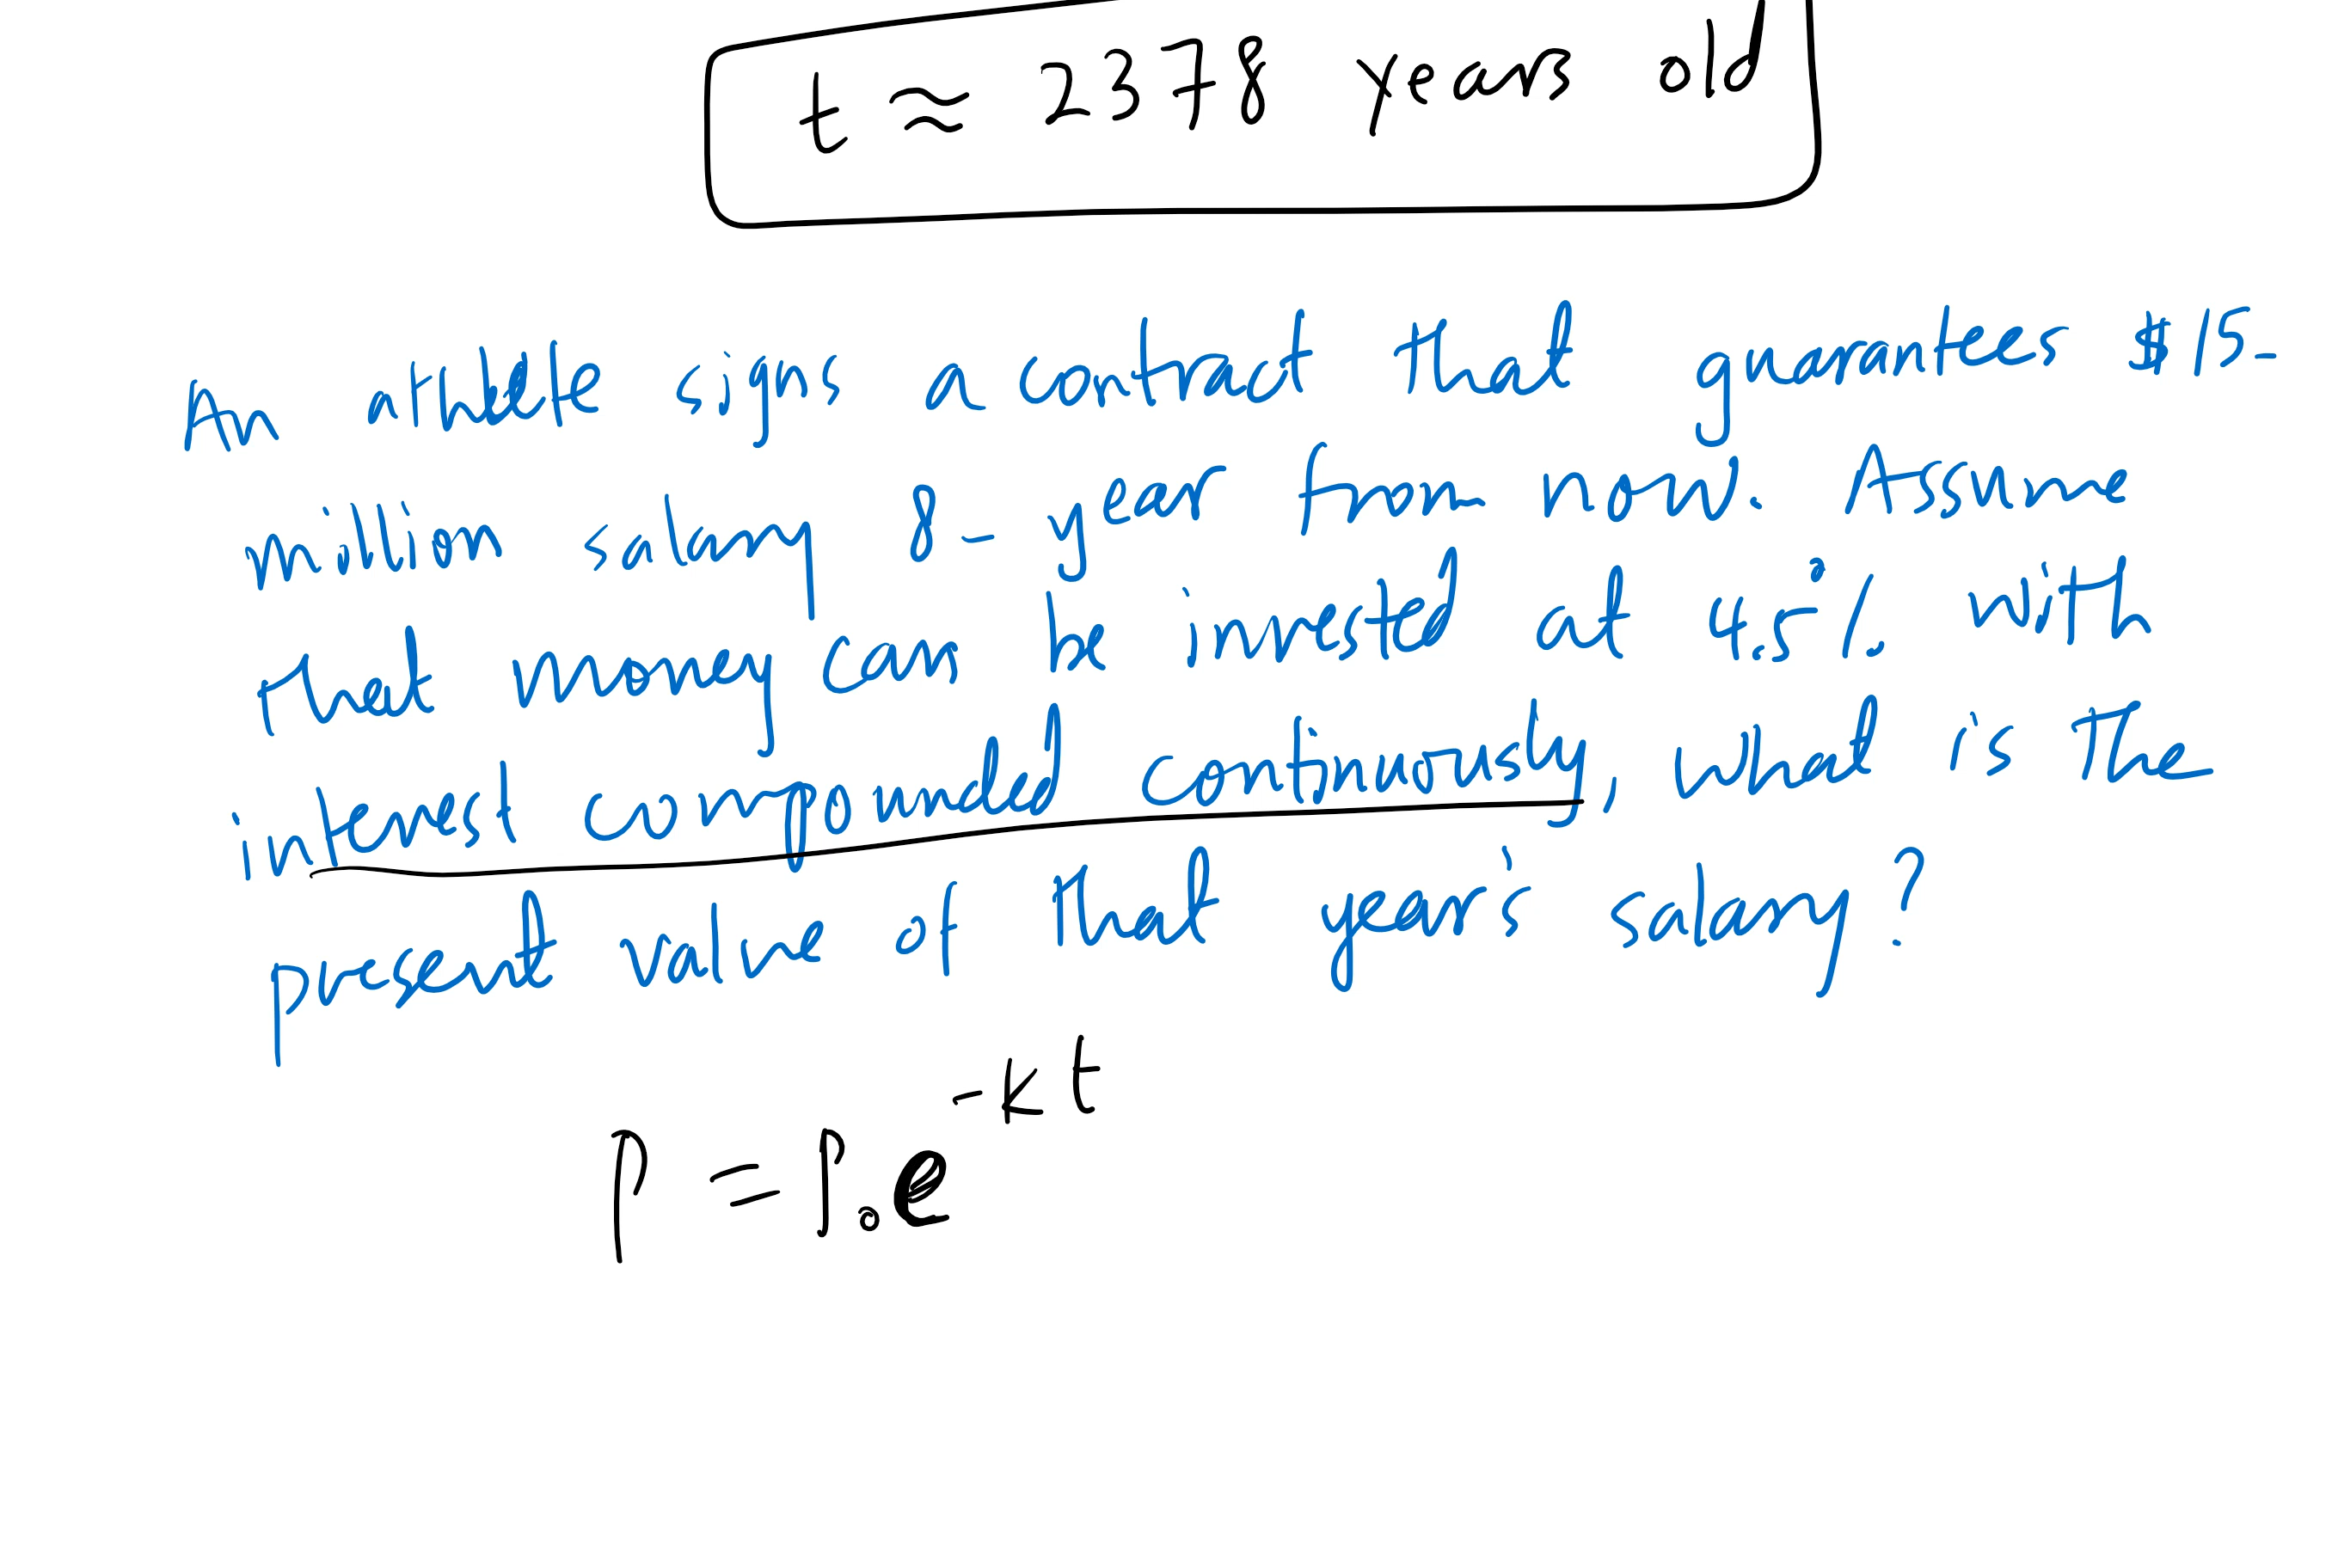 t ≈ 2378 years old
An athlete signs a contract that guarantees $15-
million salary 8-year from now. Assume
that money can be invested at 4.5% with
interest compounded continuously, what is the
present value of that year's salary?
P = P₀e^{-kt}